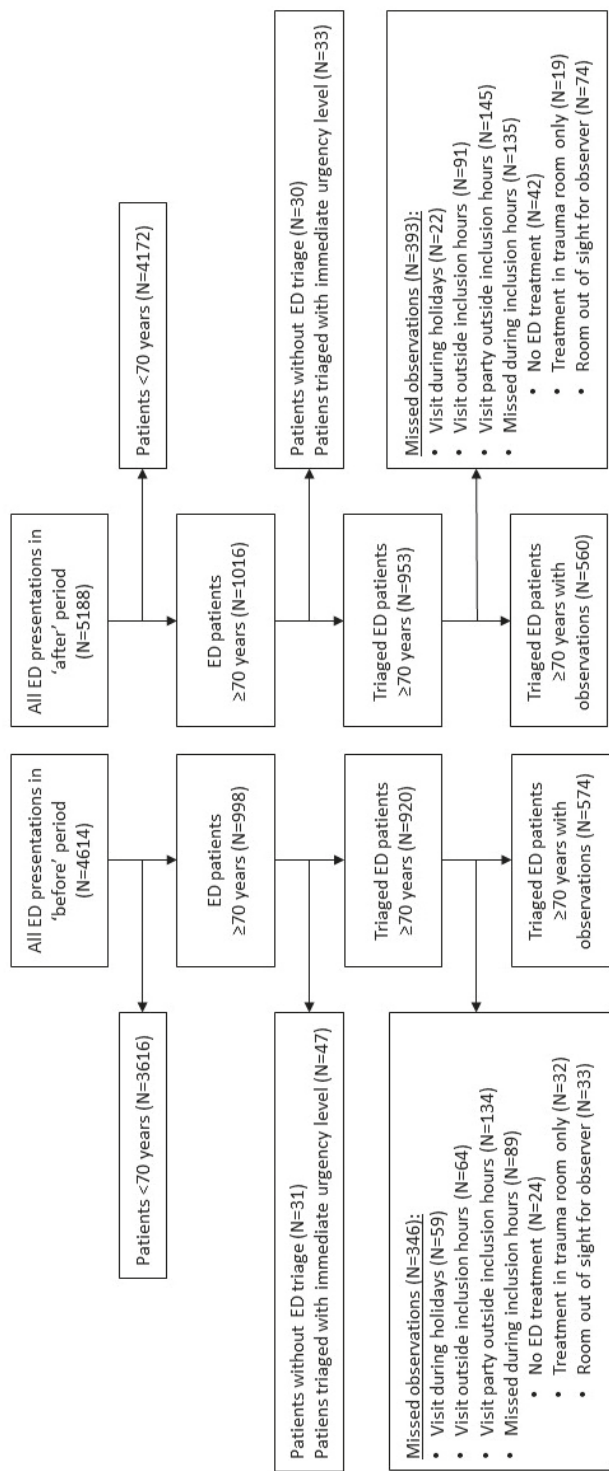 All ED presentations in
‘before’ period
(N=4614)
Patients <70 years (N=3616)
ED patients
≥70 years (N=998)
Patients without ED triage (N=31)
Patiens triaged with immediate urgency level (N=47)
Triaged ED patients
≥70 years (N=920)
Missed observations (N=346):
• Visit during holidays (N=59)
• Visit outside inclusion hours (N=64)
• Visit party outside inclusion hours (N=134)
• Missed during inclusion hours (N=89)
• No ED treatment (N=24)
• Treatment in trauma room only (N=32)
• Room out of sight for observer (N=33)
Triaged ED patients
≥70 years with
observations (N=574)
All ED presentations in
‘after’ period
(N=5188)
Patients <70 years (N=4172)
ED patients
≥70 years (N=1016)
Patients without ED triage (N=30)
Patiens triaged with immediate urgency level (N=33)
Triaged ED patients
≥70 years (N=953)
Missed observations (N=393):
• Visit during holidays (N=22)
• Visit outside inclusion hours (N=91)
• Visit party outside inclusion hours (N=145)
• Missed during inclusion hours (N=135)
• No ED treatment (N=42)
• Treatment in trauma room only (N=19)
• Room out of sight for observer (N=74)
Triaged ED patients
≥70 years with
observations (N=560)